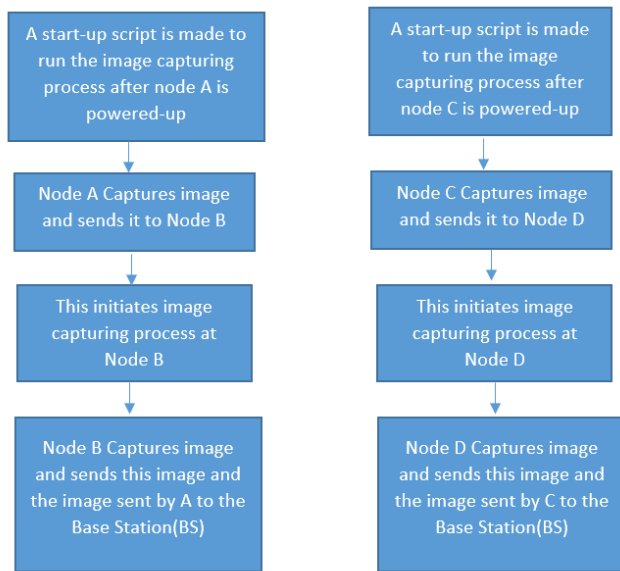 A start-up script is made to
run the image capturing
process after node A is
powered-up
Node A Captures image
and sends it to Node B
This initiates image
capturing process at
Node B
Node B Captures image
and sends this image and
the image sent by A to the
Base Station(BS)
A start-up script is made
to run the image
capturing process after
node C is powered-up
Node C Captures image
and sends it to Node D
This initiates image
capturing process at
Node D
Node D Captures image
and sends this image and
the image sent by C to the
Base Station(BS)